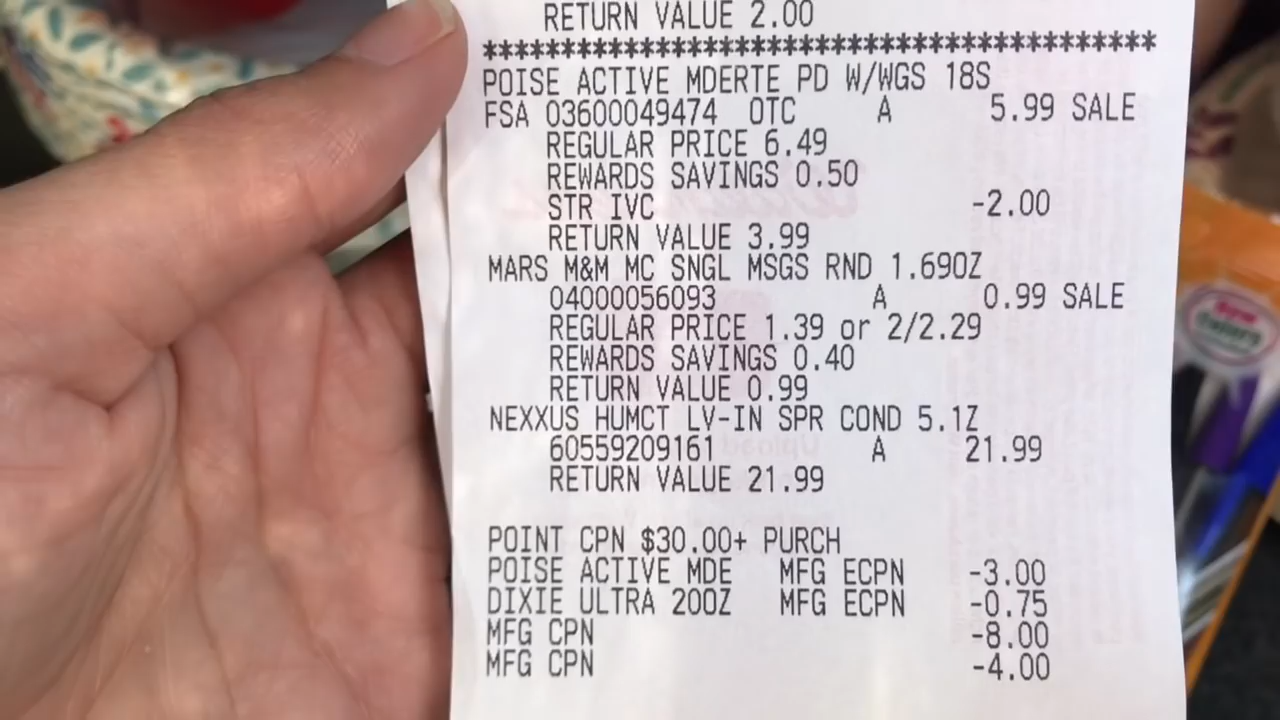 RETURN VALUE 2.00
*******************************************
POISE ACTIVE MDERTE PD W/WGS 18S
FSA 03600049474 OTC A 5.99 SALE
REGULAR PRICE 6.49
REWARDS SAVINGS 0.50
STR IVC -2.00
RETURN VALUE 3.99
MARS M&M MC SNGL MSGS RND 1.69OZ
04000056093 A 0.99 SALE
REGULAR PRICE 1.39 or 2/2.29
REWARDS SAVINGS 0.40
RETURN VALUE 0.99
NEXXUS HUMCT LV-IN SPR COND 5.1Z
60559209161 A 21.99
RETURN VALUE 21.99
POINT CPN $30.00+ PURCH
POISE ACTIVE MDE MFG ECPN -3.00
DIXIE ULTRA 20OZ MFG ECPN -0.75
MFG CPN -8.00
MFG CPN -4.00